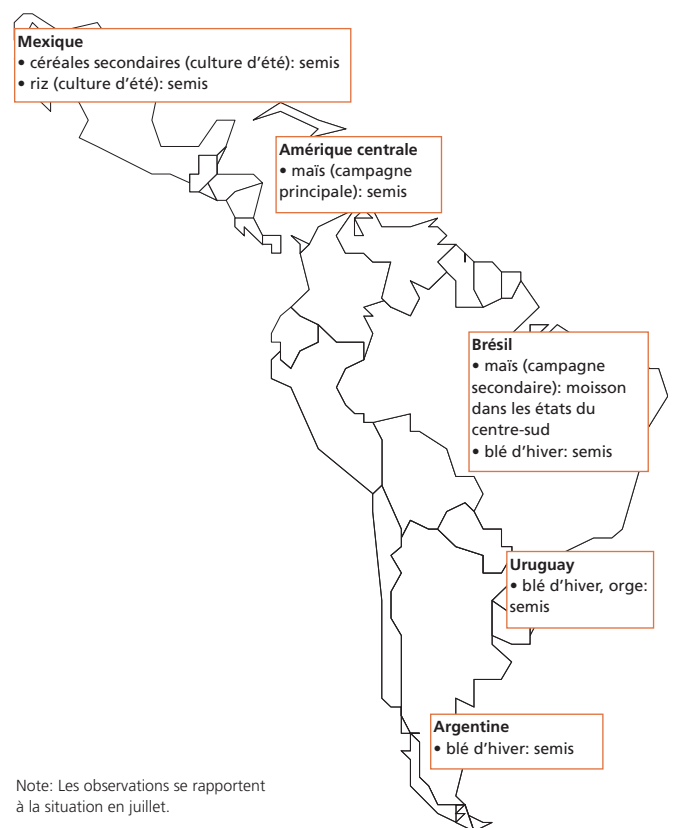 Mexique
• céréales secondaires (culture d’été): semis
• riz (culture d’été): semis
Amérique centrale
• maïs (campagne
principale): semis
Brésil
• maïs (campagne
secondaire): moisson
dans les états du
centre-sud
• blé d’hiver: semis
Uruguay
• blé d’hiver, orge:
semis
Argentine
• blé d’hiver: semis
Note: Les observations se rapportent
à la situation en juillet.